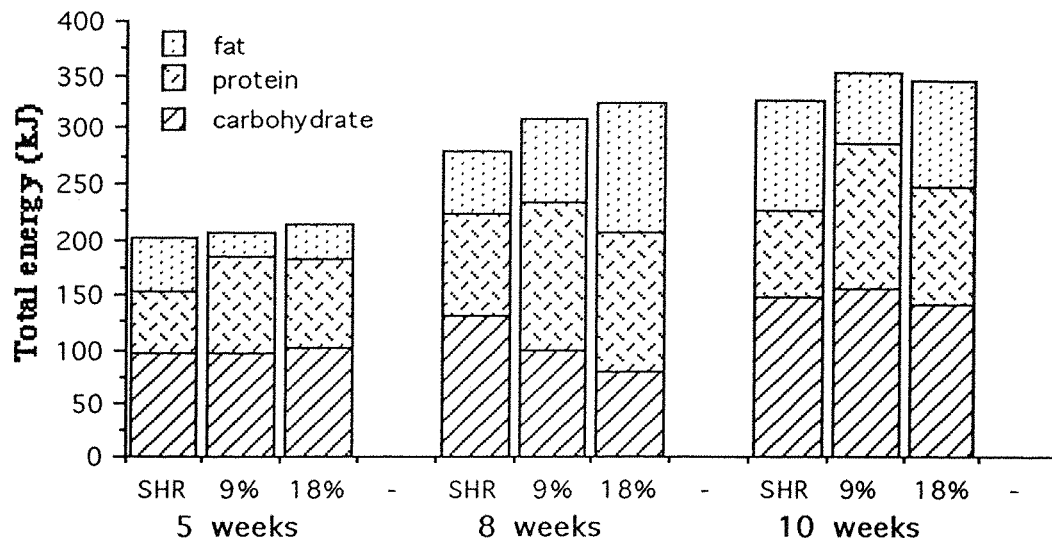 Total energy (kJ)
400
350
300
250
200
150
100
50
0
fat
protein
carbohydrate
SHR 9% 18% - SHR 9% 18% - SHR 9% 18% -
5 weeks 8 weeks 10 weeks